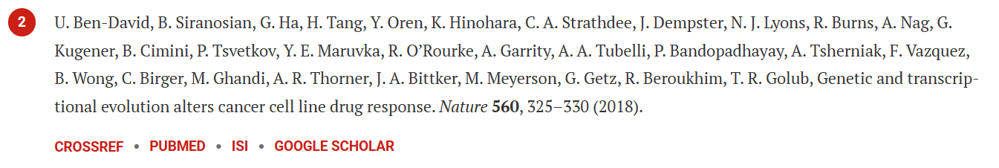 2 U. Ben-David, B. Siranosian, G. Ha, H. Tang, Y. Oren, K. Hinohara, C. A. Strathdee, J. Dempster, N. J. Lyons, R. Burns, A. Nag, G.
Kugener, B. Cimini, P. Tsvetkov, Y. E. Maruvka, R. O’Rourke, A. Garrity, A. A. Tubelli, P. Bandopadhayay, A. Tsherniak, F. Vazquez,
B. Wong, C. Birger, M. Ghandi, A. R. Thorner, J. A. Bittker, M. Meyerson, G. Getz, R. Beroukhim, T. R. Golub, Genetic and transcrip-
tional evolution alters cancer cell line drug response. Nature 560, 325–330 (2018).
CROSSREF • PUBMED • ISI • GOOGLE SCHOLAR